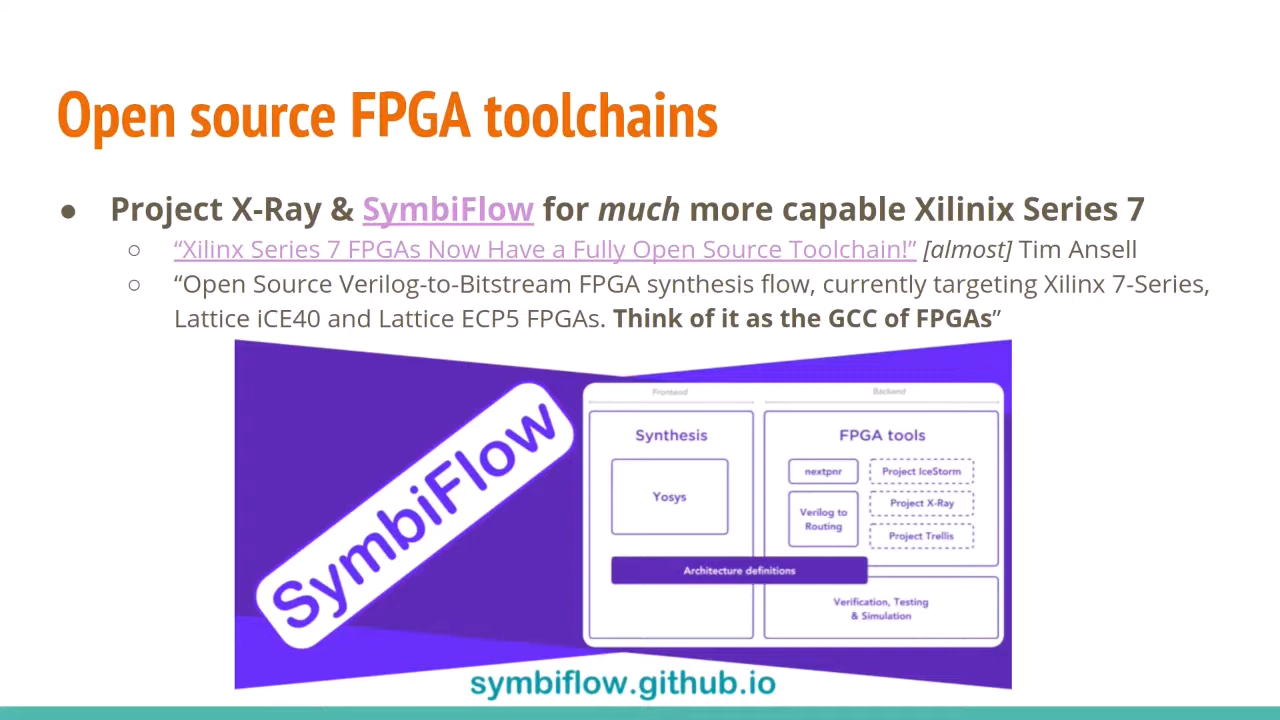 Open source FPGA toolchains
● Project X-Ray & SymbiFlow for much more capable Xilinix Series 7
○ “Xilinx Series 7 FPGAs Now Have a Fully Open Source Toolchain!” [almost] Tim Ansell
○ “Open Source Verilog-to-Bitstream FPGA synthesis flow, currently targeting Xilinx 7-Series,
Lattice iCE40 and Lattice ECP5 FPGAs. Think of it as the GCC of FPGAs”
SymbiFlow
Frontend
Backend
Synthesis
Yosys
FPGA tools
nextpnr
Project IceStorm
Verilog to
Routing
Project X-Ray
Project Trellis
Architecture definitions
Verification, Testing
& Simulation
symbiflow.github.io